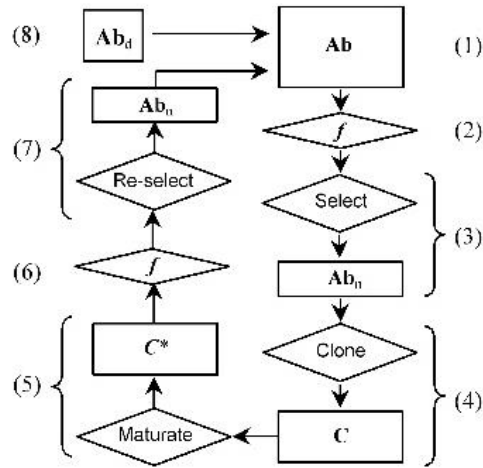 (8) Ab_d Ab (1)
Ab_n f (2)
(7) Re-select Select
(3)
(6) f Ab_n
C* Clone
(5) (4)
Maturate C